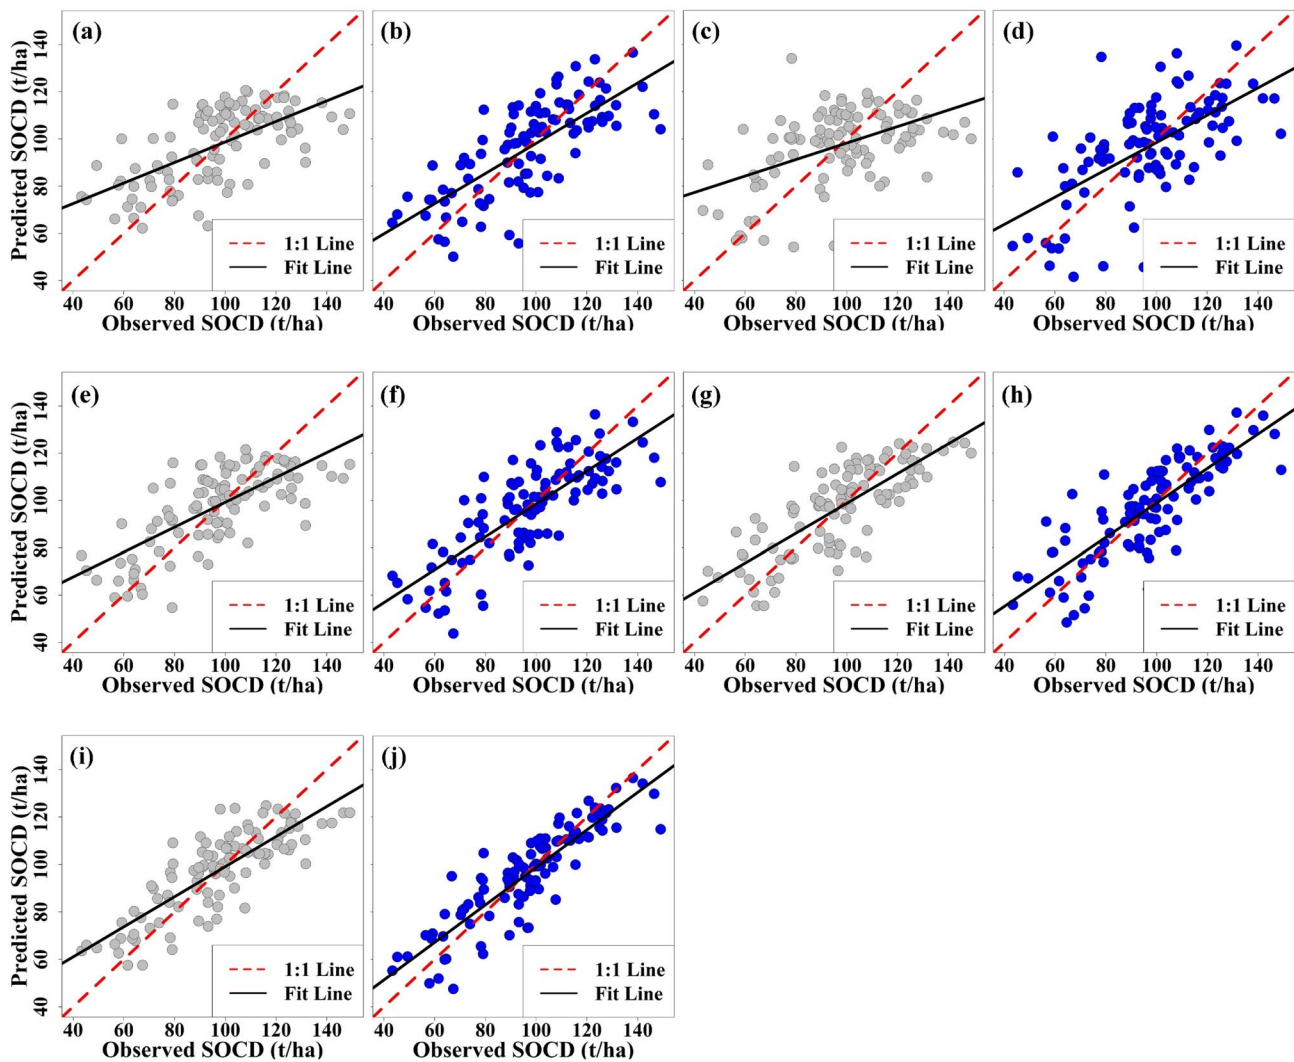 (a) (b) (c) (d)
Predicted SOCD (t/ha)
140
120
100
80
60
40
1:1 Line
Fit Line
1:1 Line
Fit Line
1:1 Line
Fit Line
1:1 Line
Fit Line
40 60 80 100 120 140
40 60 80 100 120 140
40 60 80 100 120 140
40 60 80 100 120 140
Observed SOCD (t/ha)
Observed SOCD (t/ha)
Observed SOCD (t/ha)
Observed SOCD (t/ha)
(e) (f) (g) (h)
Predicted SOCD (t/ha)
140
120
100
80
60
40
1:1 Line
Fit Line
1:1 Line
Fit Line
1:1 Line
Fit Line
1:1 Line
Fit Line
40 60 80 100 120 140
40 60 80 100 120 140
40 60 80 100 120 140
40 60 80 100 120 140
Observed SOCD (t/ha)
Observed SOCD (t/ha)
Observed SOCD (t/ha)
Observed SOCD (t/ha)
(i) (j)
Predicted SOCD (t/ha)
140
120
100
80
60
40
1:1 Line
Fit Line
1:1 Line
Fit Line
40 60 80 100 120 140
40 60 80 100 120 140
Observed SOCD (t/ha)
Observed SOCD (t/ha)